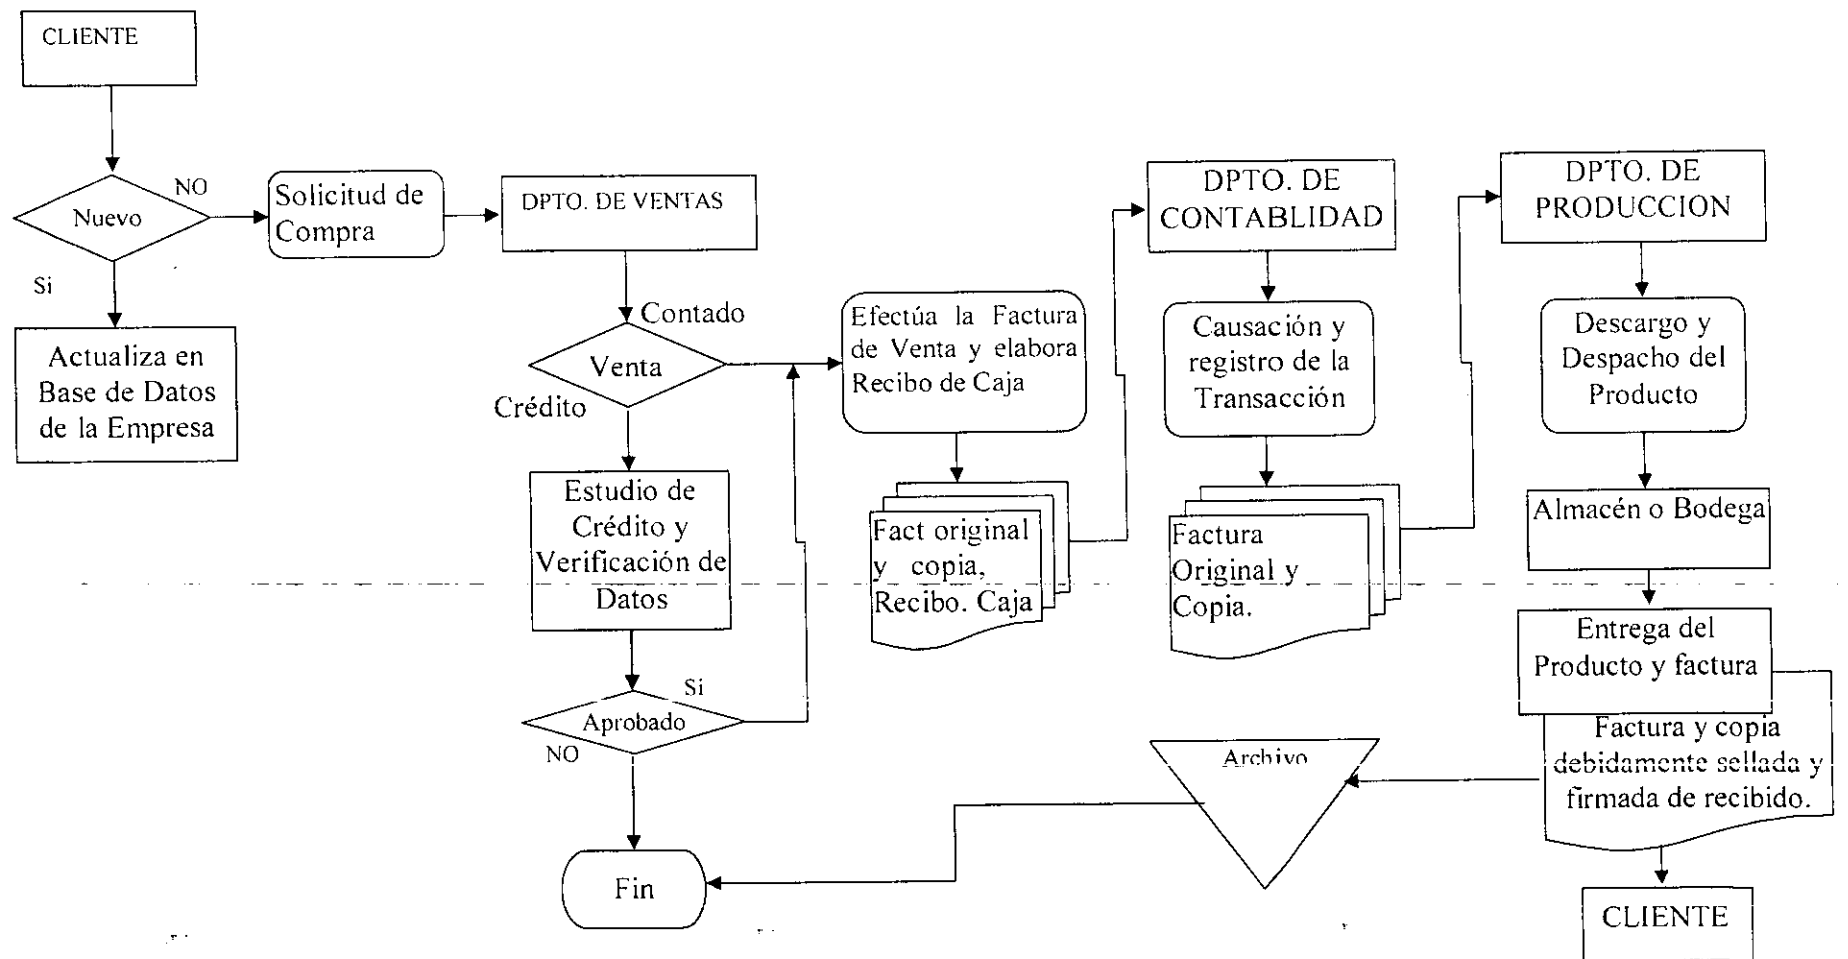 CLIENTE
Nuevo
NO
Si
Actualiza en
Base de Datos
de la Empresa
Solicitud de
Compra
DPTO. DE VENTAS
Contado
Venta
Crédito
Estudio de
Crédito y
Verificación de
Datos
Si
Aprobado
NO
Fin
Efectúa la Factura
de Venta y elabora
Recibo de Caja
Fact original
y copia,
Recibo. Caja
DPTO. DE
CONTABLIDAD
Causación y
registro de la
Transacción
Factura
Original y
Copia.
DPTO. DE
PRODUCCION
Descargo y
Despacho del
Producto
Almacén o Bodega
Entrega del
Producto y factura
Factura y copia
debidamente sellada y
firmada de recibido.
Archivo
CLIENTE